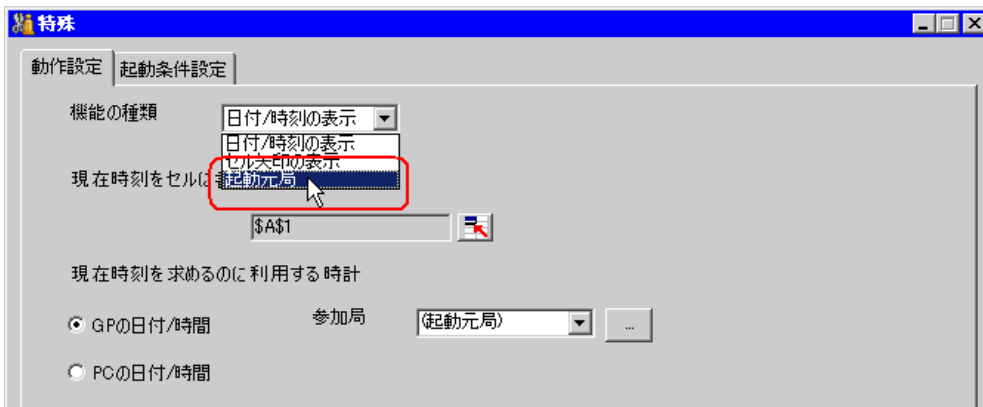 特殊
動作設定 起動条件設定
機能の種類 日付/時刻の表示
日付/時刻の表示
セル矢印の表示
現在時刻をセルに書 起動元局
$A$1
現在時刻を求めるのに利用する時計
GPの日付/時間 参加局 (起動元局) ...
PCの日付/時間